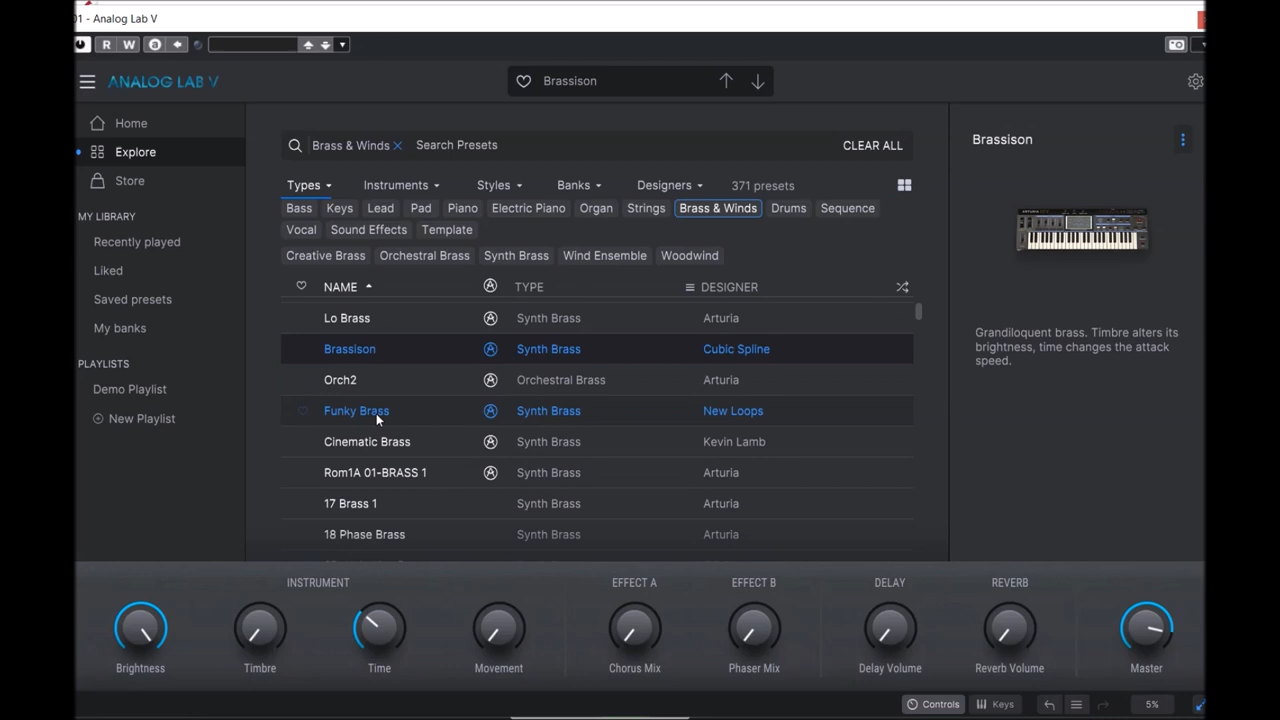 01 - Analog Lab V
R W a
ANALOG LAB V
Brassison
Home
Explore
Store
MY LIBRARY
Recently played
Liked
Saved presets
My banks
PLAYLISTS
Demo Playlist
New Playlist
Brass & Winds Search Presets CLEAR ALL
Types Instruments Styles Banks Designers 371 presets
Bass Keys Lead Pad Piano Electric Piano Organ Strings Brass & Winds Drums Sequence
Vocal Sound Effects Template
Creative Brass Orchestral Brass Synth Brass Wind Ensemble Woodwind
NAME TYPE DESIGNER
Lo Brass Synth Brass Arturia
Brassison Synth Brass Cubic Spline
Orch2 Orchestral Brass Arturia
Funky Brass Synth Brass New Loops
Cinematic Brass Synth Brass Kevin Lamb
Rom1A 01-BRASS 1 Synth Brass Arturia
17 Brass 1 Synth Brass Arturia
18 Phase Brass Synth Brass Arturia
Brassison
Grandiloquent brass. Timbre alters its
brightness, time changes the attack
speed.
INSTRUMENT EFFECT A EFFECT B DELAY REVERB
Brightness Timbre Time Movement Chorus Mix Phaser Mix Delay Volume Reverb Volume Master
Controls Keys 5%